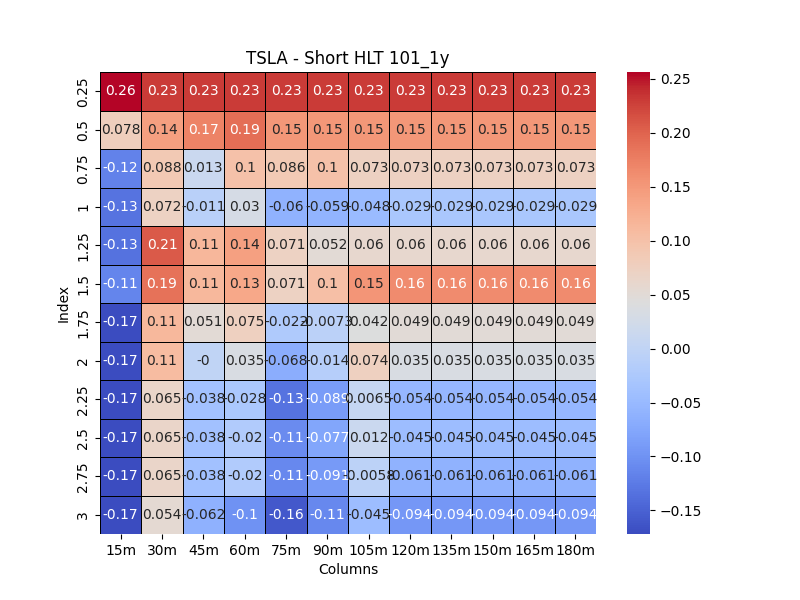 TSLA - Short HLT 101_1y
0.25 0.26 0.23 0.23 0.23 0.23 0.23 0.23 0.23 0.23 0.23 0.23 0.23
0.5 0.078 0.14 0.17 0.19 0.15 0.15 0.15 0.15 0.15 0.15 0.15 0.15
0.75 -0.12 0.088 0.013 0.1 0.086 0.1 0.073 0.073 0.073 0.073 0.073 0.073
1 -0.13 0.072 -0.011 0.03 -0.06 -0.059 -0.048 -0.029 -0.029 -0.029 -0.029 -0.029
1.25 -0.13 0.21 0.11 0.14 0.071 0.052 0.06 0.06 0.06 0.06 0.06 0.06
1.5 -0.11 0.19 0.11 0.13 0.071 0.1 0.15 0.16 0.16 0.16 0.16 0.16
1.75 -0.17 0.11 0.051 0.075 -0.022 -0.0073 0.042 0.049 0.049 0.049 0.049 0.049
2 -0.17 0.11 -0 0.035 -0.068 -0.014 0.074 0.035 0.035 0.035 0.035 0.035
2.25 -0.17 0.065 -0.038 -0.028 -0.13 -0.089 0.0065 -0.054 -0.054 -0.054 -0.054 -0.054
2.5 -0.17 0.065 -0.038 -0.02 -0.11 -0.077 0.012 -0.045 -0.045 -0.045 -0.045 -0.045
2.75 -0.17 0.065 -0.038 -0.02 -0.11 -0.091 -0.0058 -0.061 -0.061 -0.061 -0.061 -0.061
3 -0.17 0.054 -0.062 -0.1 -0.16 -0.11 -0.045 -0.094 -0.094 -0.094 -0.094 -0.094
15m 30m 45m 60m 75m 90m 105m 120m 135m 150m 165m 180m
Columns
Index
0.25
0.20
0.15
0.10
0.05
0.00
−0.05
−0.10
−0.15